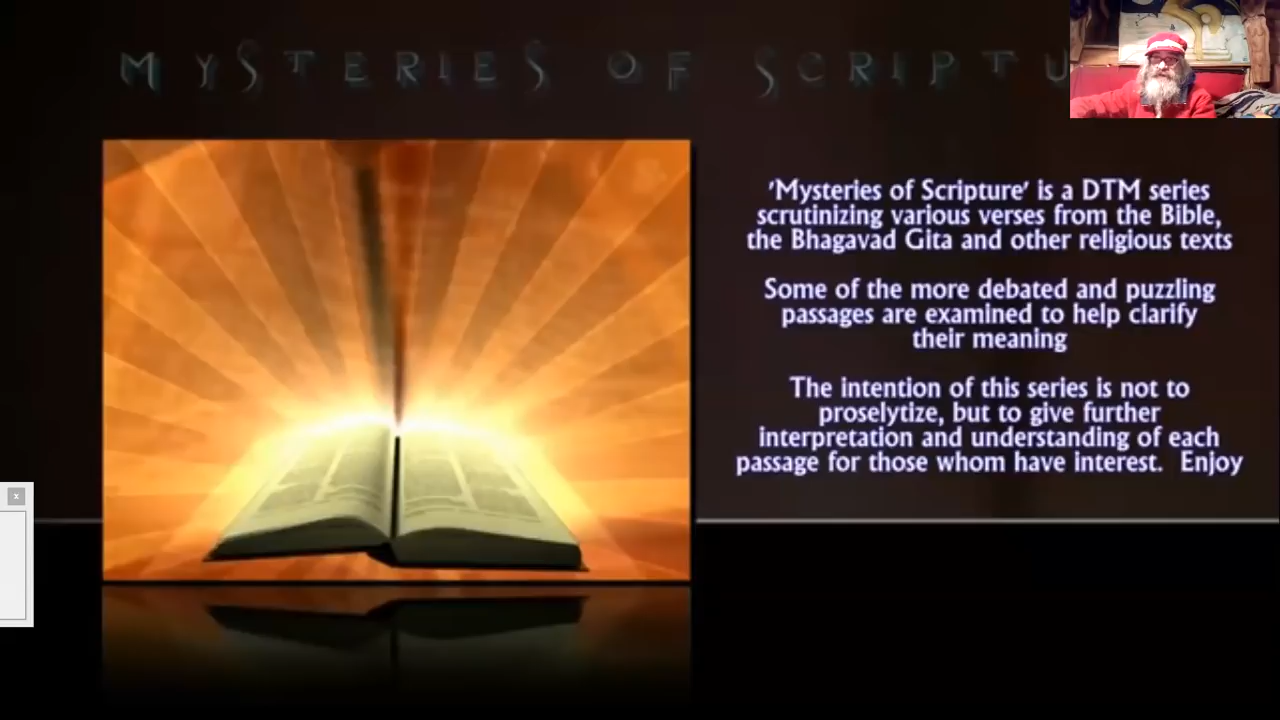 MYSTERIES OF SCRIPTU
'Mysteries of Scripture' is a DTM series
scrutinizing various verses from the Bible,
the Bhagavad Gita and other religious texts
Some of the more debated and puzzling
passages are examined to help clarify
their meaning
The intention of this series is not to
proselytize, but to give further
interpretation and understanding of each
passage for those whom have interest. Enjoy
x